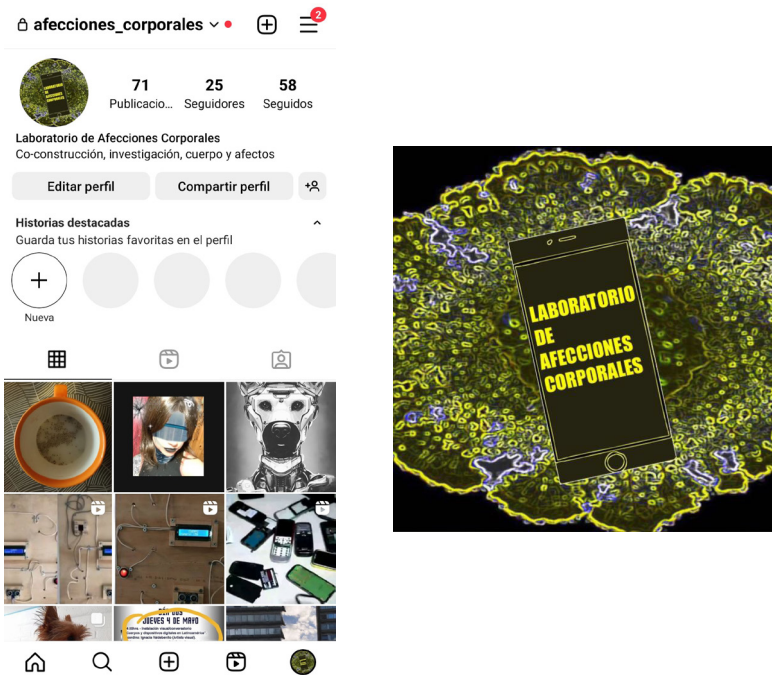 afecciones_corporales
2
71
25
58
Publicacio...
Seguidores
Seguidos
Laboratorio de Afecciones Corporales
Co-construcción, investigación, cuerpo y afectos
Editar perfil
Compartir perfil
Historias destacadas
Guarda tus historias favoritas en el perfil
Nueva
JUEVES 4 DE MAYO
LABORATORIO
DE
AFECCIONES
CORPORALES